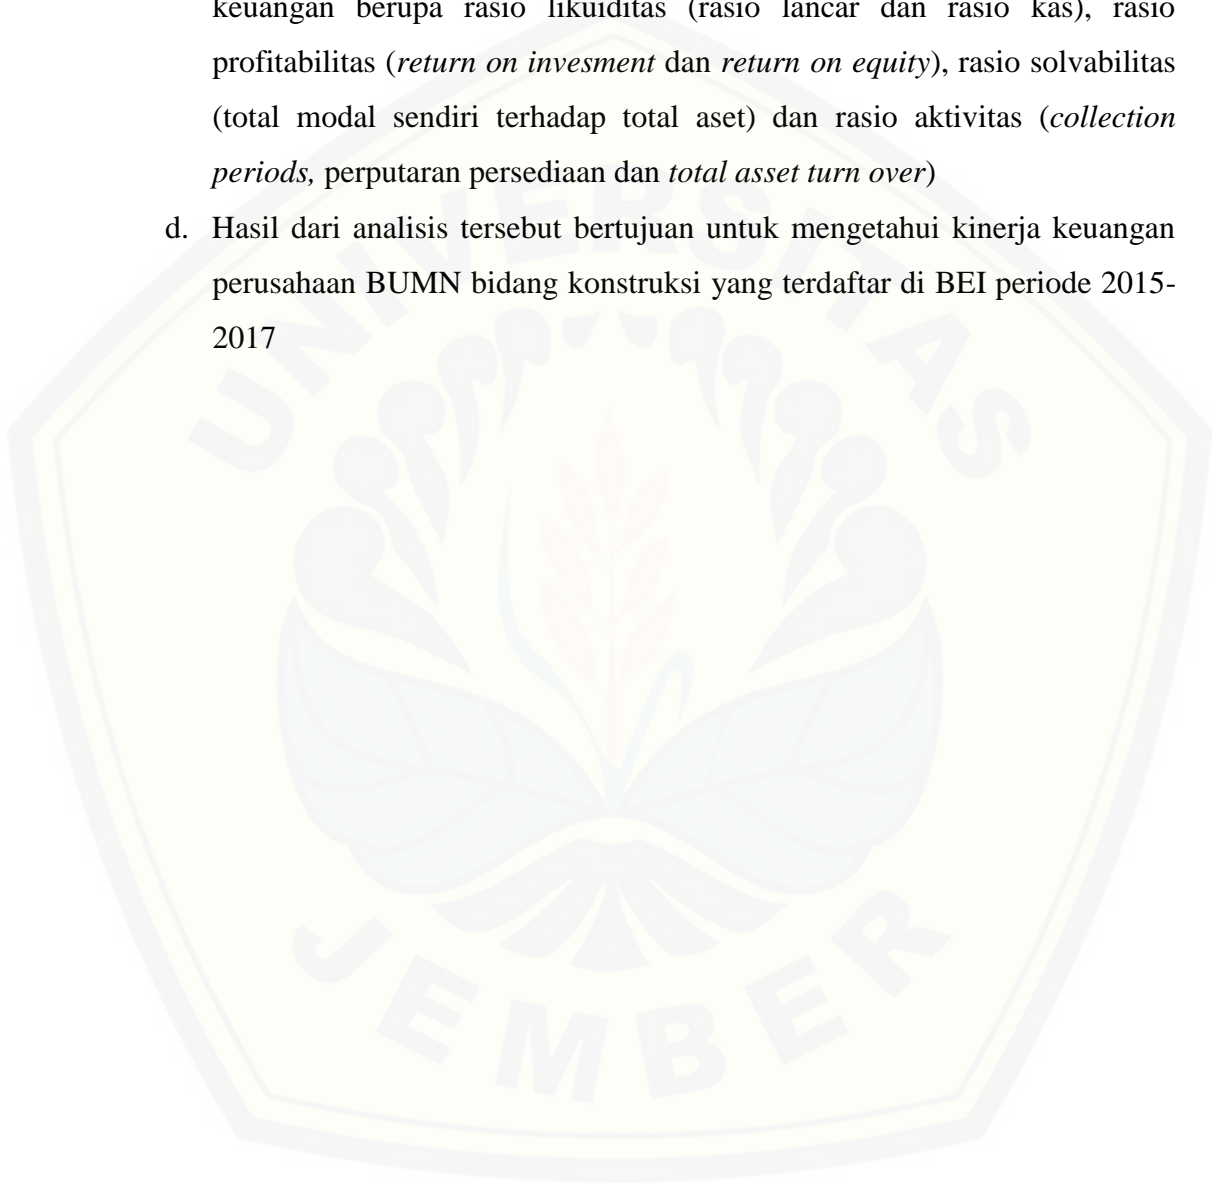 keuangan berupa rasio likuiditas (rasio lancar dan rasio kas), rasio
profitabilitas (return on invesment dan return on equity), rasio solvabilitas
(total modal sendiri terhadap total aset) dan rasio aktivitas (collection
periods, perputaran persediaan dan total asset turn over)
d. Hasil dari analisis tersebut bertujuan untuk mengetahui kinerja keuangan
perusahaan BUMN bidang konstruksi yang terdaftar di BEI periode 2015-
2017
UNIVERSITAS
JEMBER